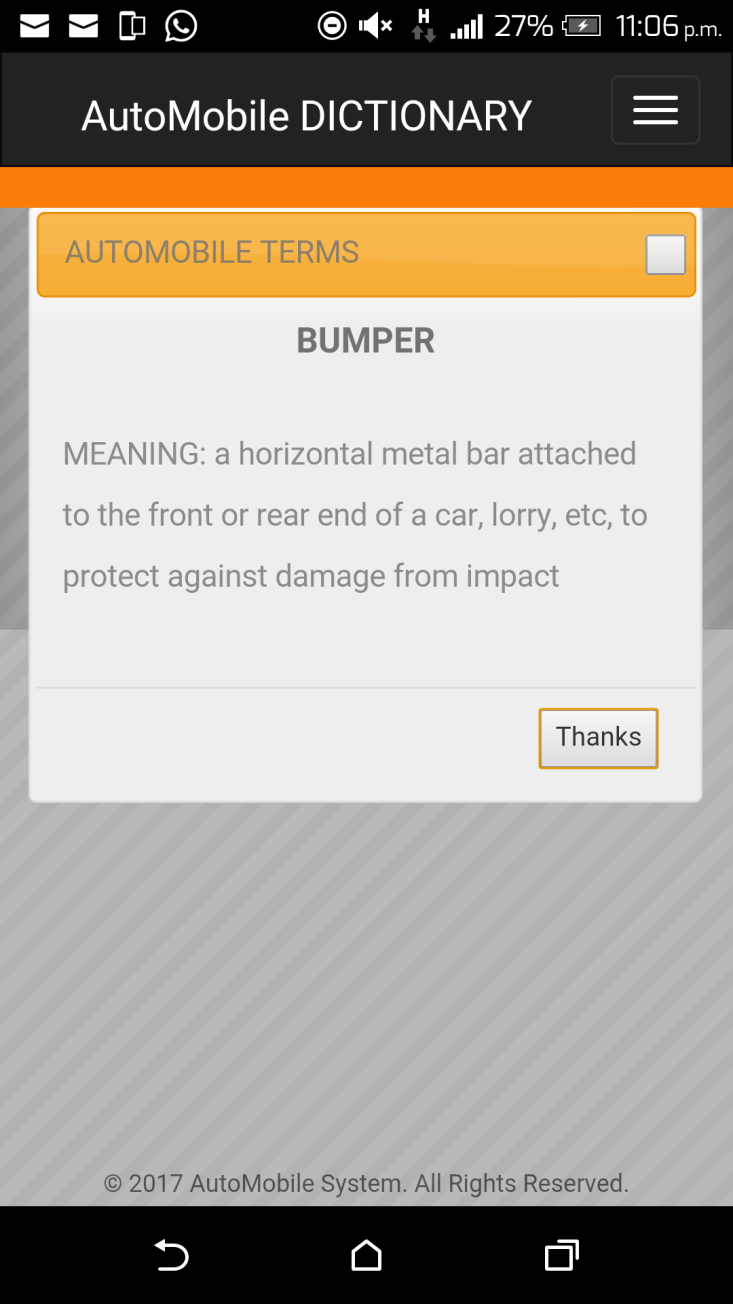 H 27% 11:06 p.m.
AutoMobile DICTIONARY
AUTOMOBILE TERMS
BUMPER
MEANING: a horizontal metal bar attached
to the front or rear end of a car, lorry, etc, to
protect against damage from impact
Thanks
© 2017 AutoMobile System. All Rights Reserved.